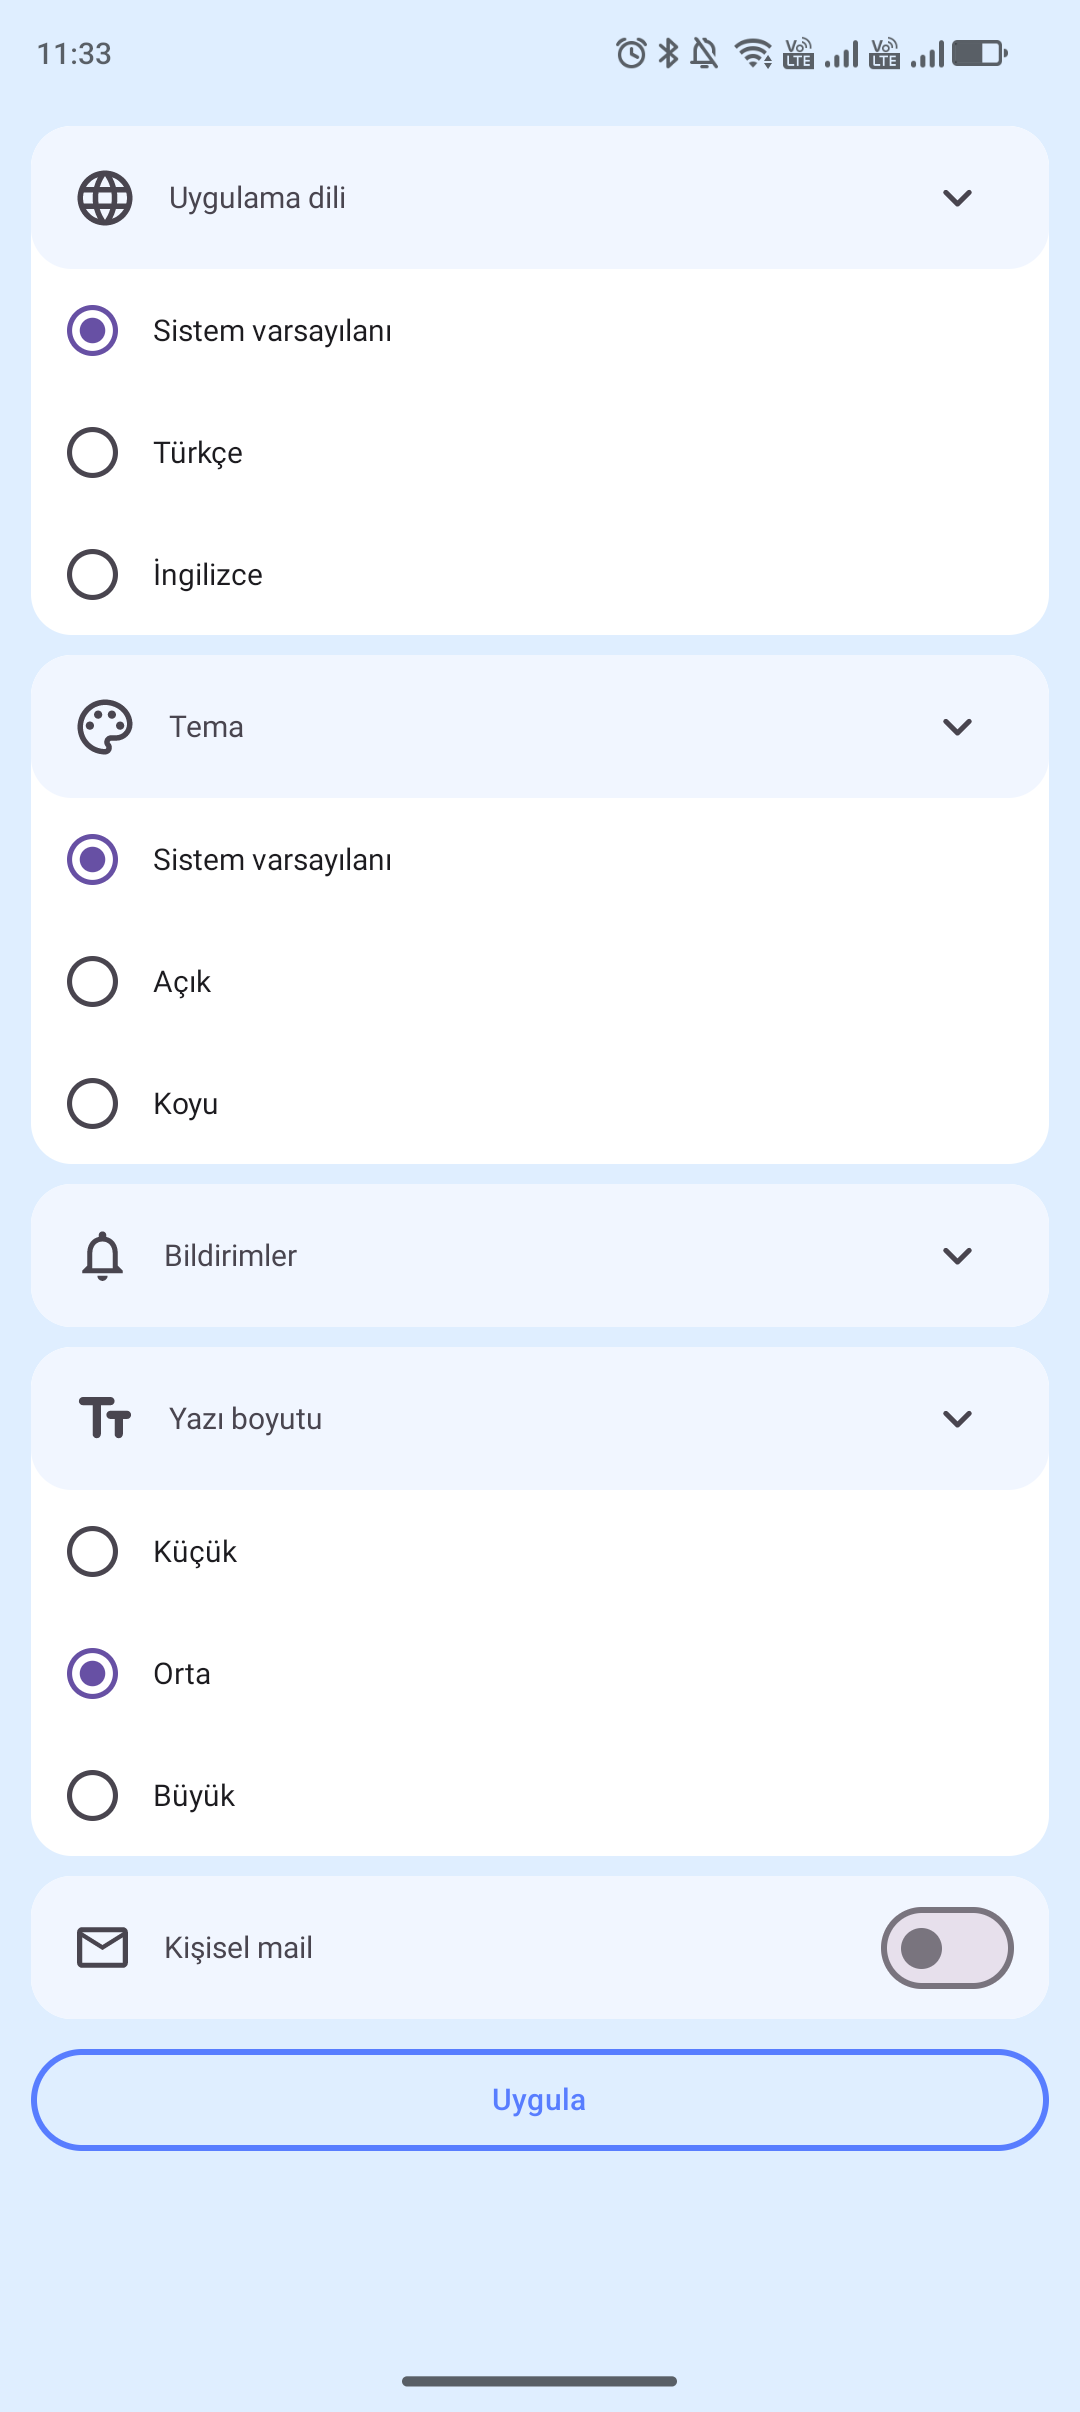 11:33
Uygulama dili
Sistem varsayılanı
Türkçe
İngilizce
Tema
Sistem varsayılanı
Açık
Koyu
Bildirimler
Yazı boyutu
Küçük
Orta
Büyük
Kişisel mail
Uygula